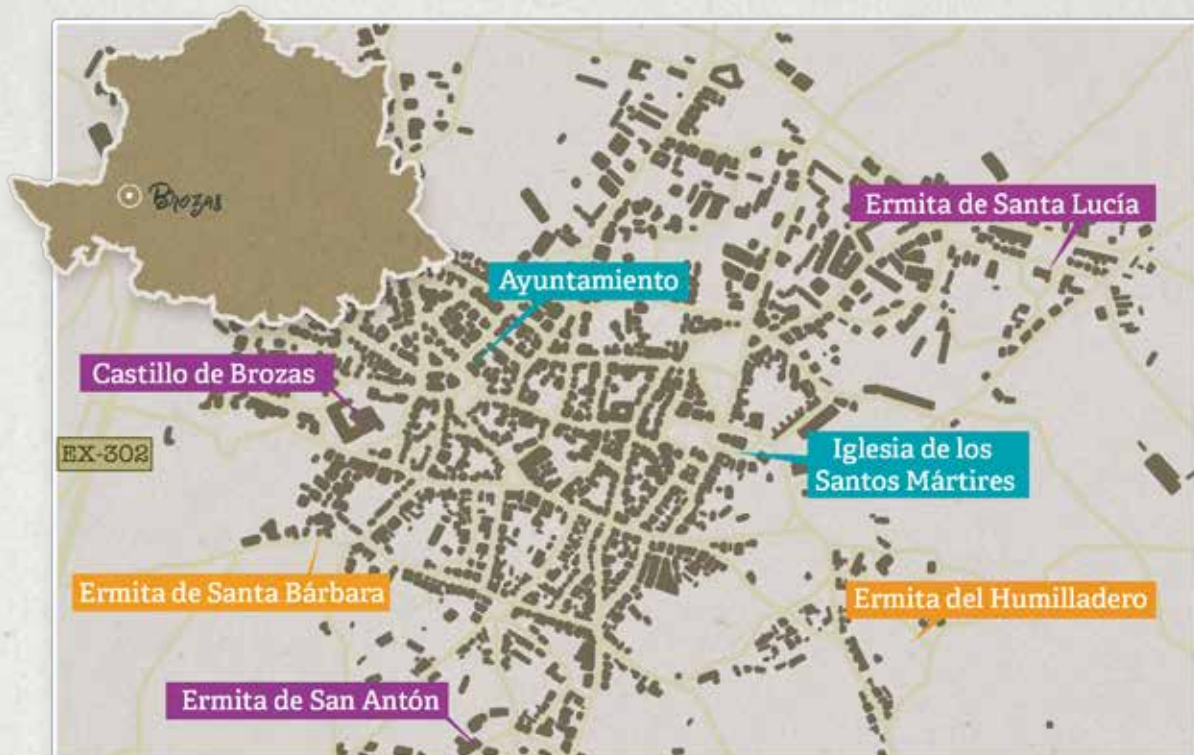 Brozas
Ermita de Santa Lucía
Ayuntamiento
Castillo de Brozas
EX-302
Iglesia de los
Santos Mártires
Ermita de Santa Bárbara
Ermita del Humilladero
Ermita de San Antón